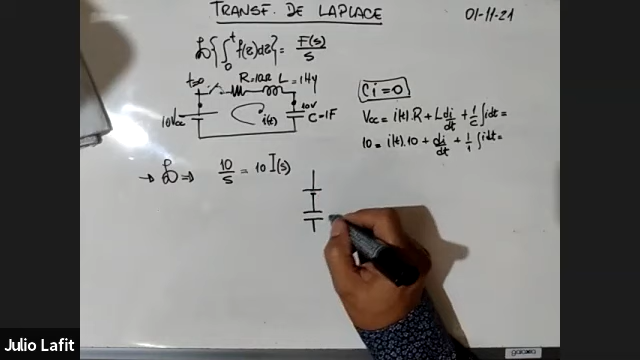 TRANSF. DE LAPLACE
01-11-21
ℒ{∫₀ᵗ f(z)dz} = F(s)/s
t=0 R=10Ω L=1Hy
10Vcc i(t) 10V C=1F
Ci=0
Vcc = i(t).R + L di/dt + 1/C ∫idt =
10 = i(t).10 + di/dt + 1/1 ∫idt =
→ ℒ ⇒ 10/s = 10 I(s)
Julio Lafit